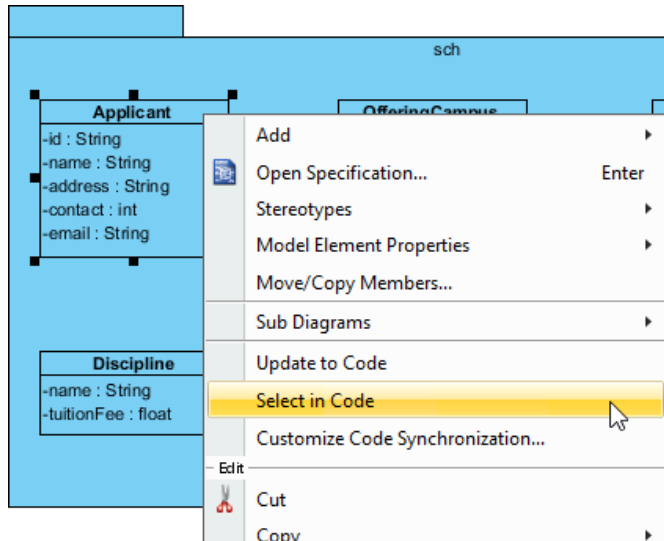 sch
Applicant
-id : String
-name : String
-address : String
-contact : int
-email : String
OfferingCampus
Discipline
-name : String
-tuitionFee : float
Add
Open Specification... Enter
Stereotypes
Model Element Properties
Move/Copy Members...
Sub Diagrams
Update to Code
Select in Code
Customize Code Synchronization...
Edit
Cut
Copy